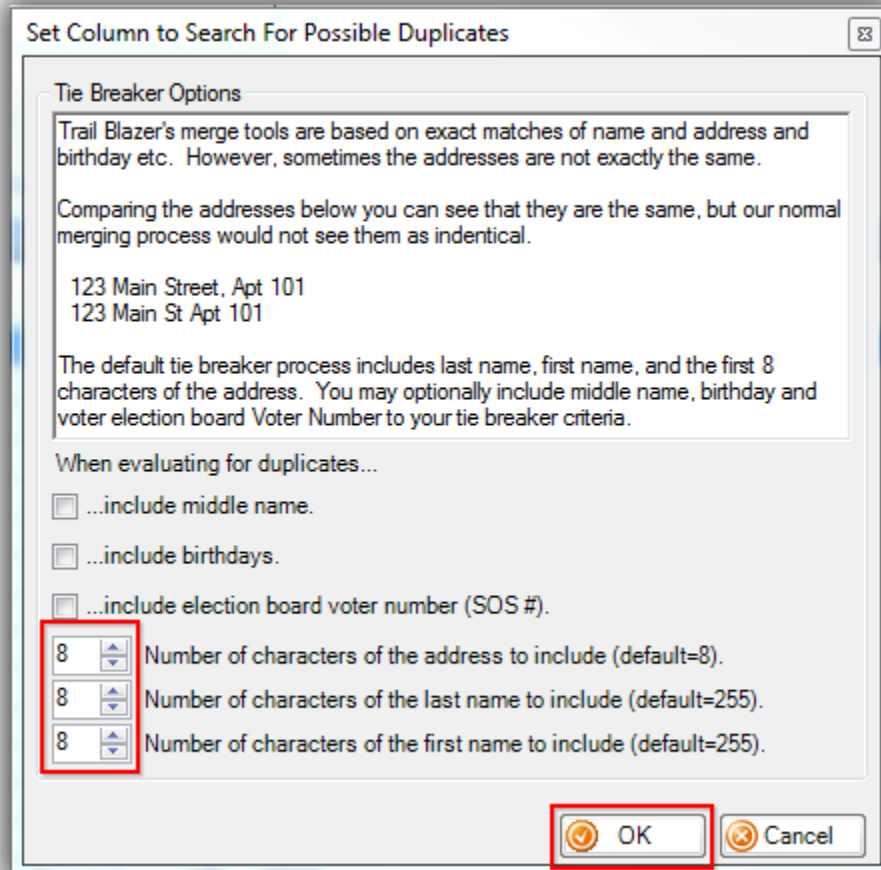 Set Column to Search For Possible Duplicates
Tie Breaker Options
Trail Blazer's merge tools are based on exact matches of name and address and
birthday etc.  However, sometimes the addresses are not exactly the same.
Comparing the addresses below you can see that they are the same, but our normal
merging process would not see them as indentical.
123 Main Street, Apt 101
123 Main St Apt 101
The default tie breaker process includes last name, first name, and the first 8
characters of the address.  You may optionally include middle name, birthday and
voter election board Voter Number to your tie breaker criteria.
When evaluating for duplicates...
...include middle name.
...include birthdays.
...include election board voter number (SOS #).
8 Number of characters of the address to include (default=8).
8 Number of characters of the last name to include (default=255).
8 Number of characters of the first name to include (default=255).
OK Cancel